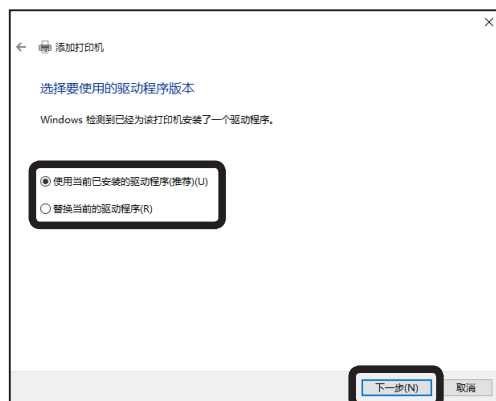 添加打印机
选择要使用的驱动程序版本
Windows 检测到已经为该打印机安装了一个驱动程序。
使用当前已安装的驱动程序(推荐)(U)
替换当前的驱动程序(R)
下一步(N) 取消